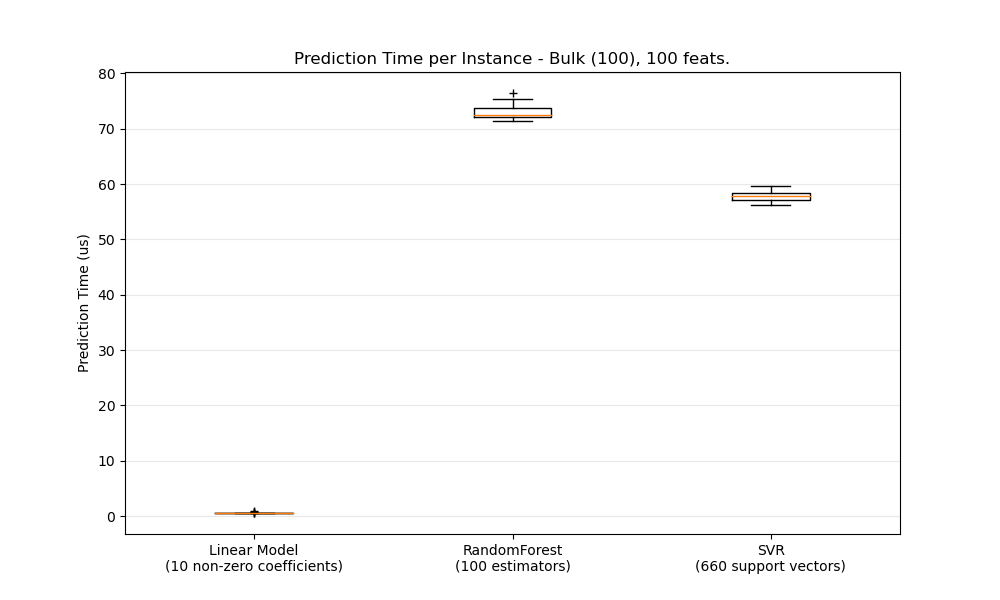 Prediction Time per Instance - Bulk (100), 100 feats.
Prediction Time (us)
80
70
60
50
40
30
20
10
0
Linear Model
(10 non-zero coefficients)
RandomForest
(100 estimators)
SVR
(660 support vectors)